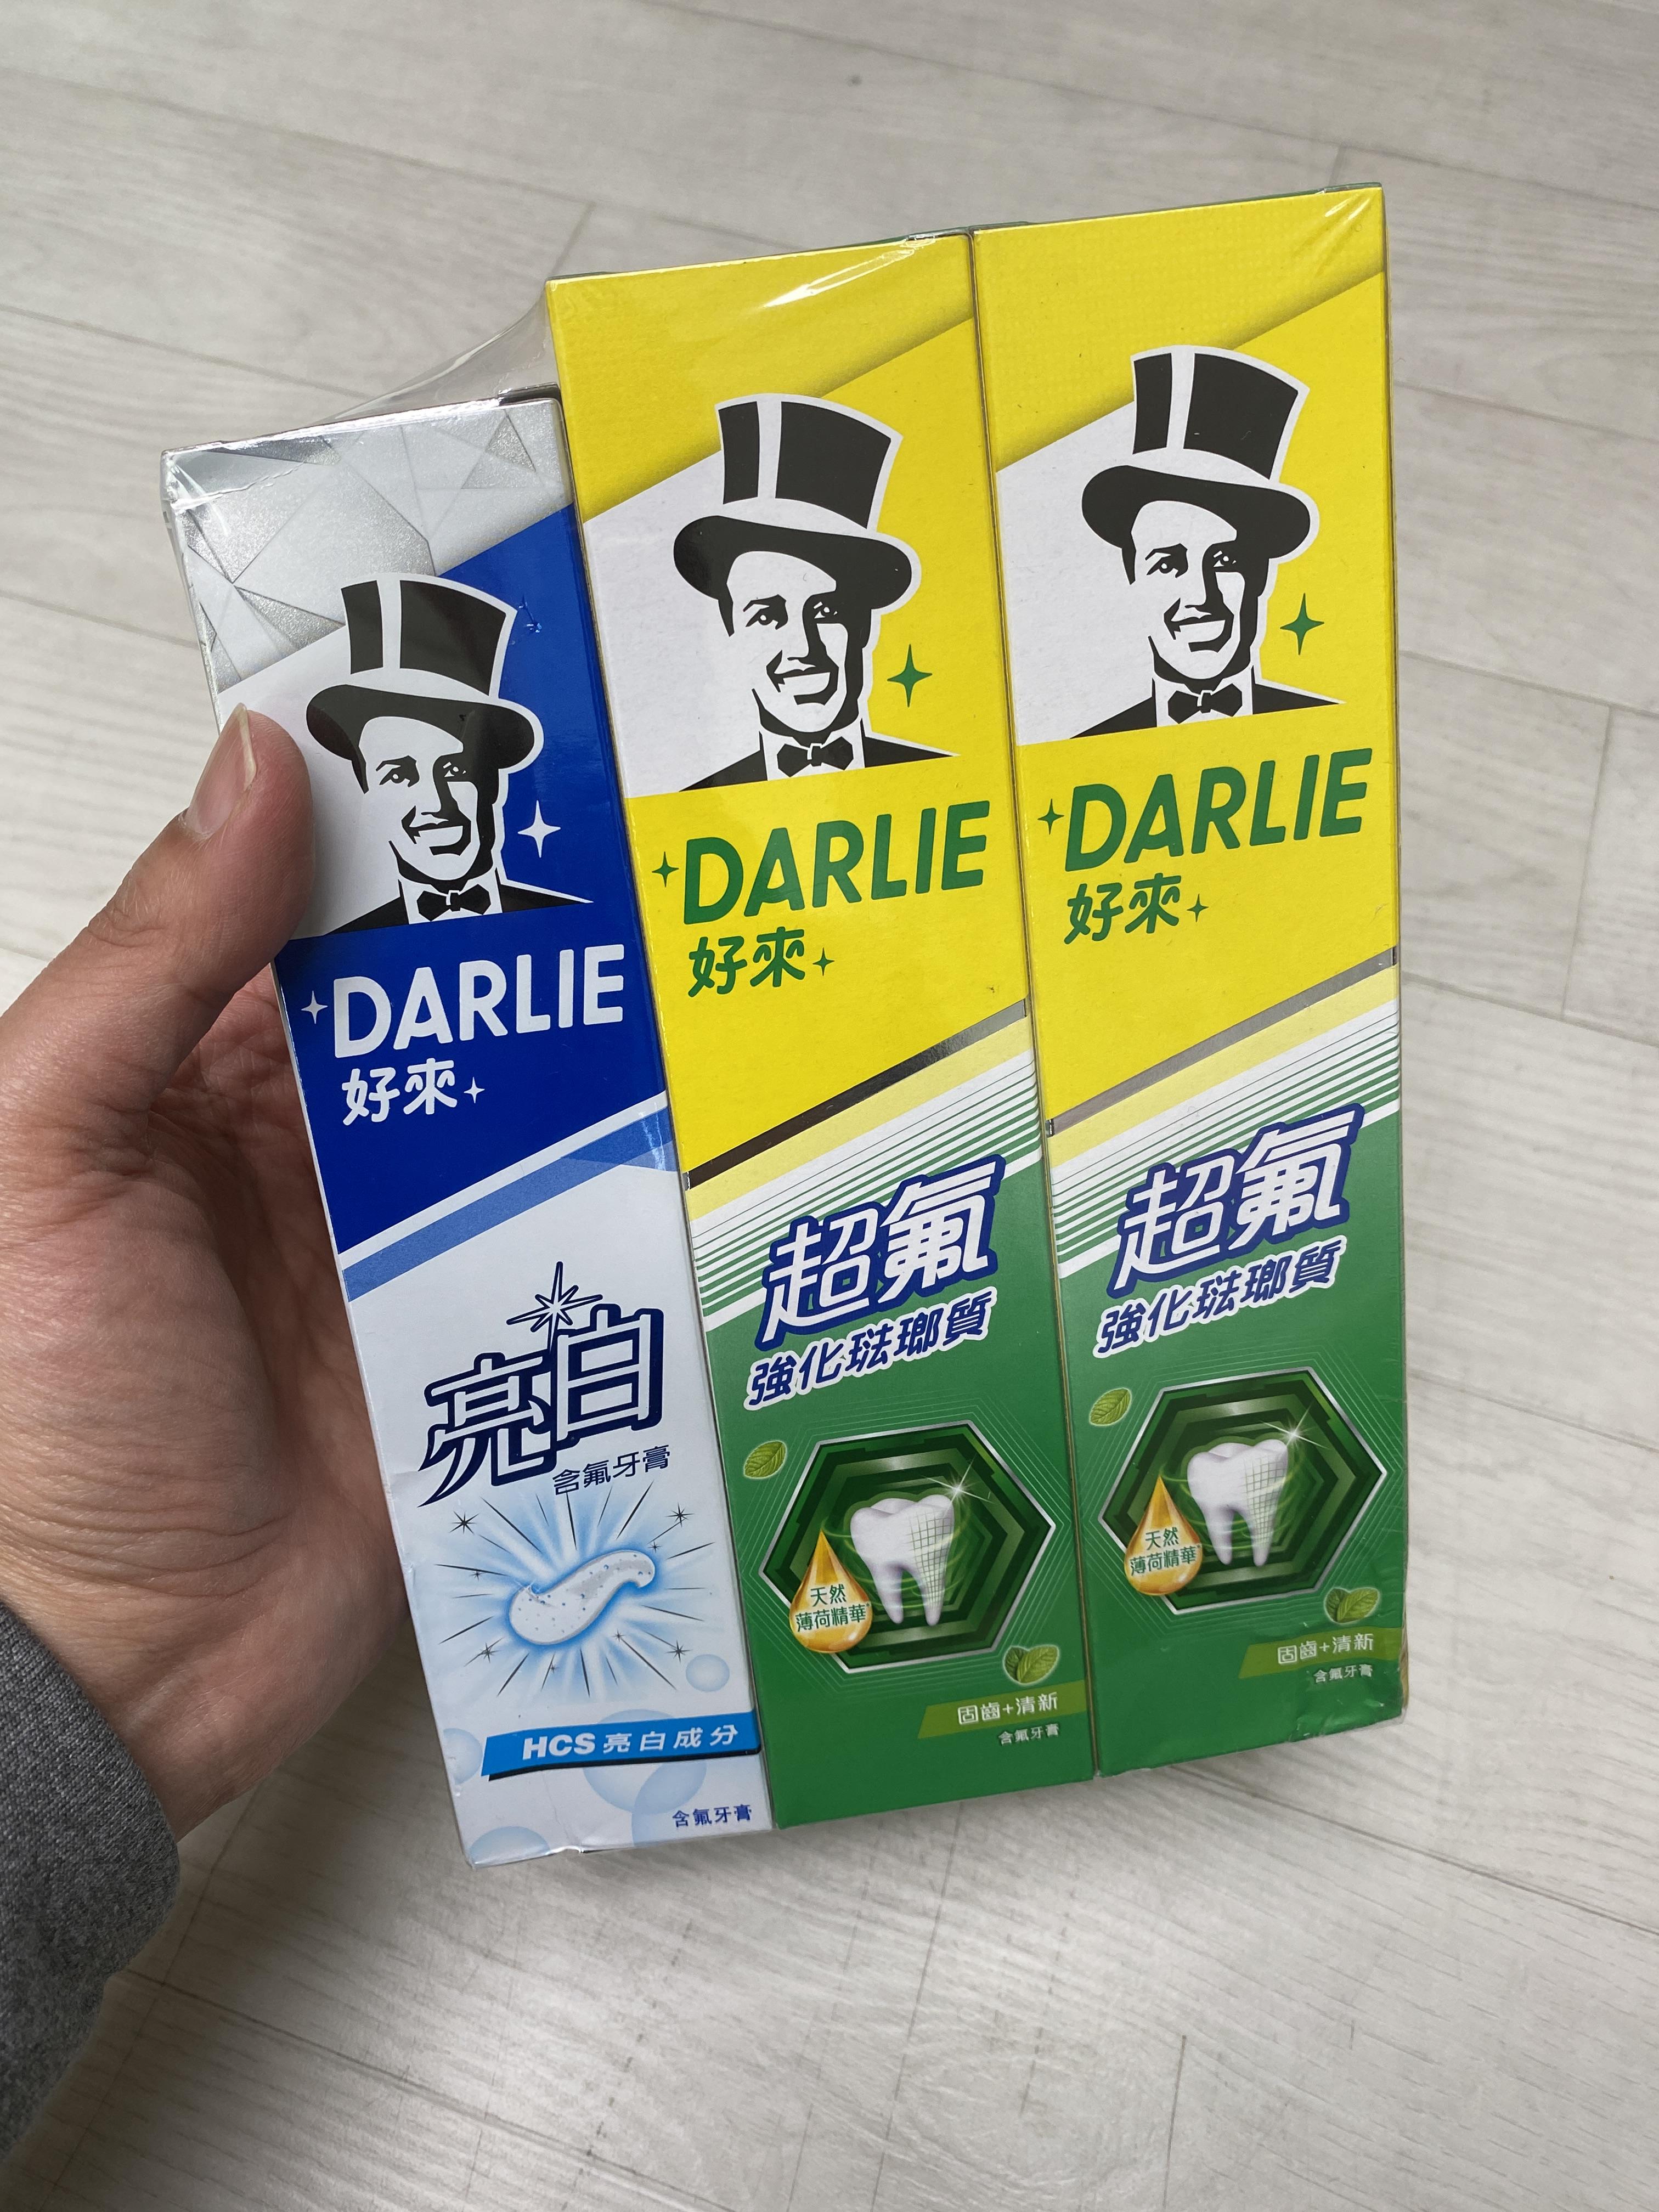 DARLIE
好來
亮白
含氟牙膏
HCS 亮白成分
含氟牙膏
DARLIE
好來
超氟
強化琺瑯質
天然
薄荷精華*
固齒+清新
含氟牙膏
DARLIE
好來
超氟
強化琺瑯質
天然
薄荷精華*
固齒+清新
含氟牙膏